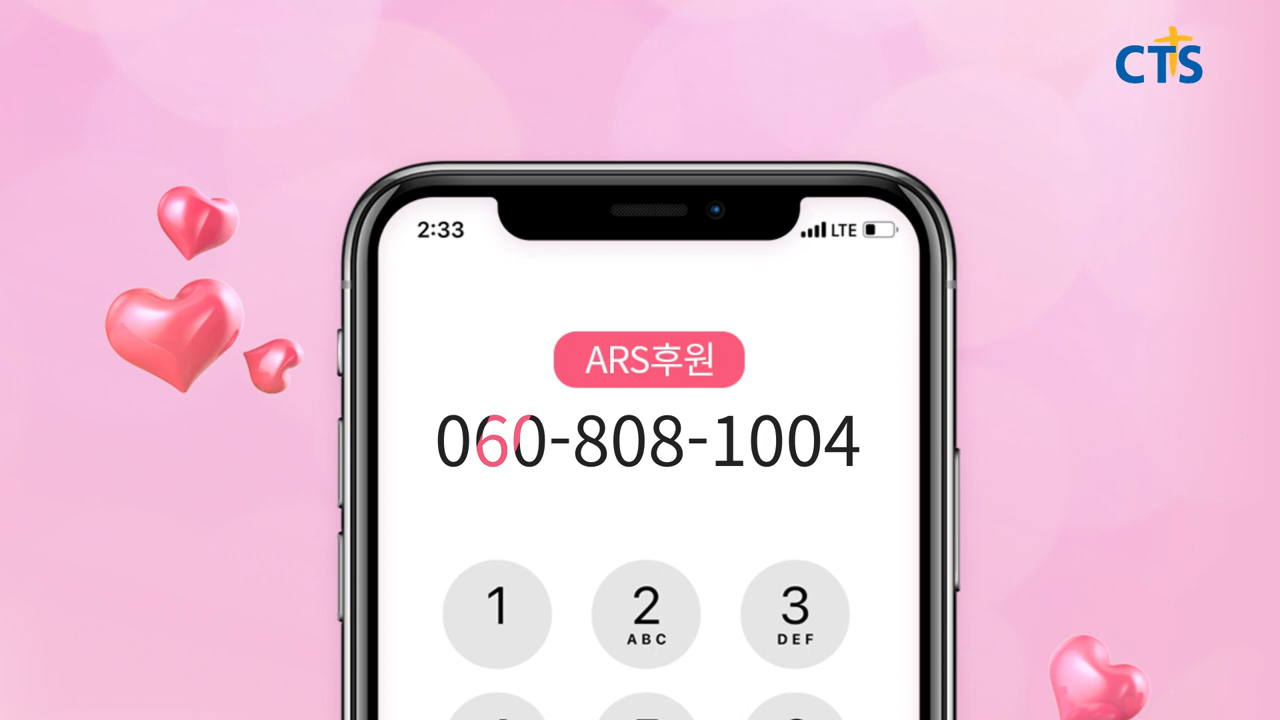 CTS
2:33
LTE
ARS후원
060-808-1004
1
2
3
ABC
DEF